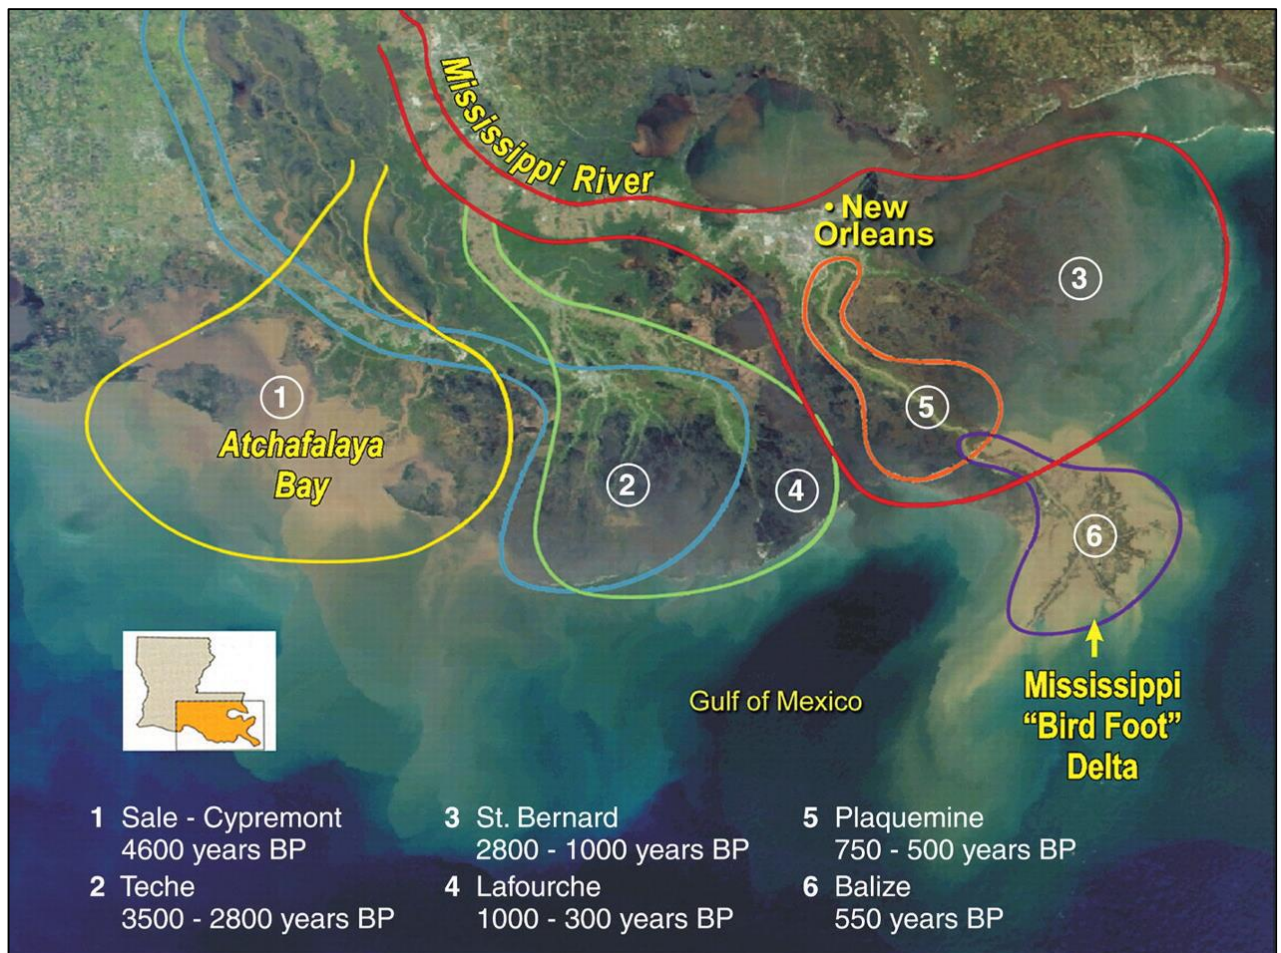 Mississippi River
• New
Orleans
3
1
5
Atchafalaya
Bay
2
4
6
Mississippi
“Bird Foot”
Delta
Gulf of Mexico
1 Sale - Cypremont
4600 years BP
2 Teche
3500 - 2800 years BP
3 St. Bernard
2800 - 1000 years BP
4 Lafourche
1000 - 300 years BP
5 Plaquemine
750 - 500 years BP
6 Balize
550 years BP